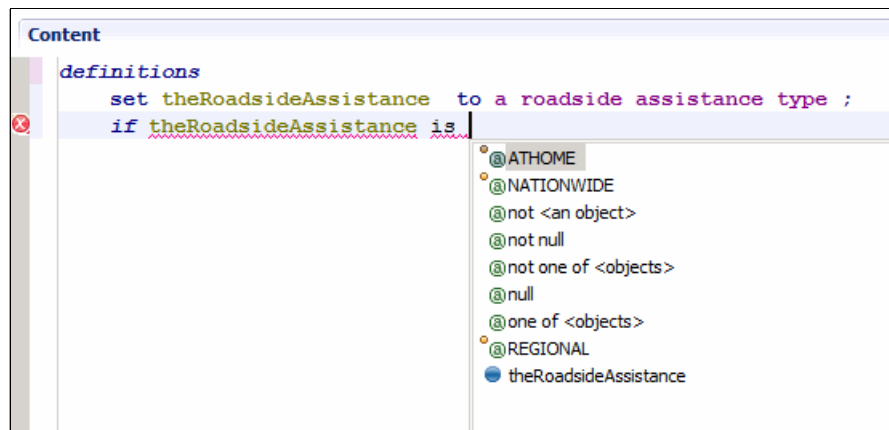 Content
definitions
set theRoadsideAssistance to a roadside assistance type ;
if theRoadsideAssistance is
ATHOME
NATIONWIDE
not <an object>
not null
not one of <objects>
null
one of <objects>
REGIONAL
theRoadsideAssistance